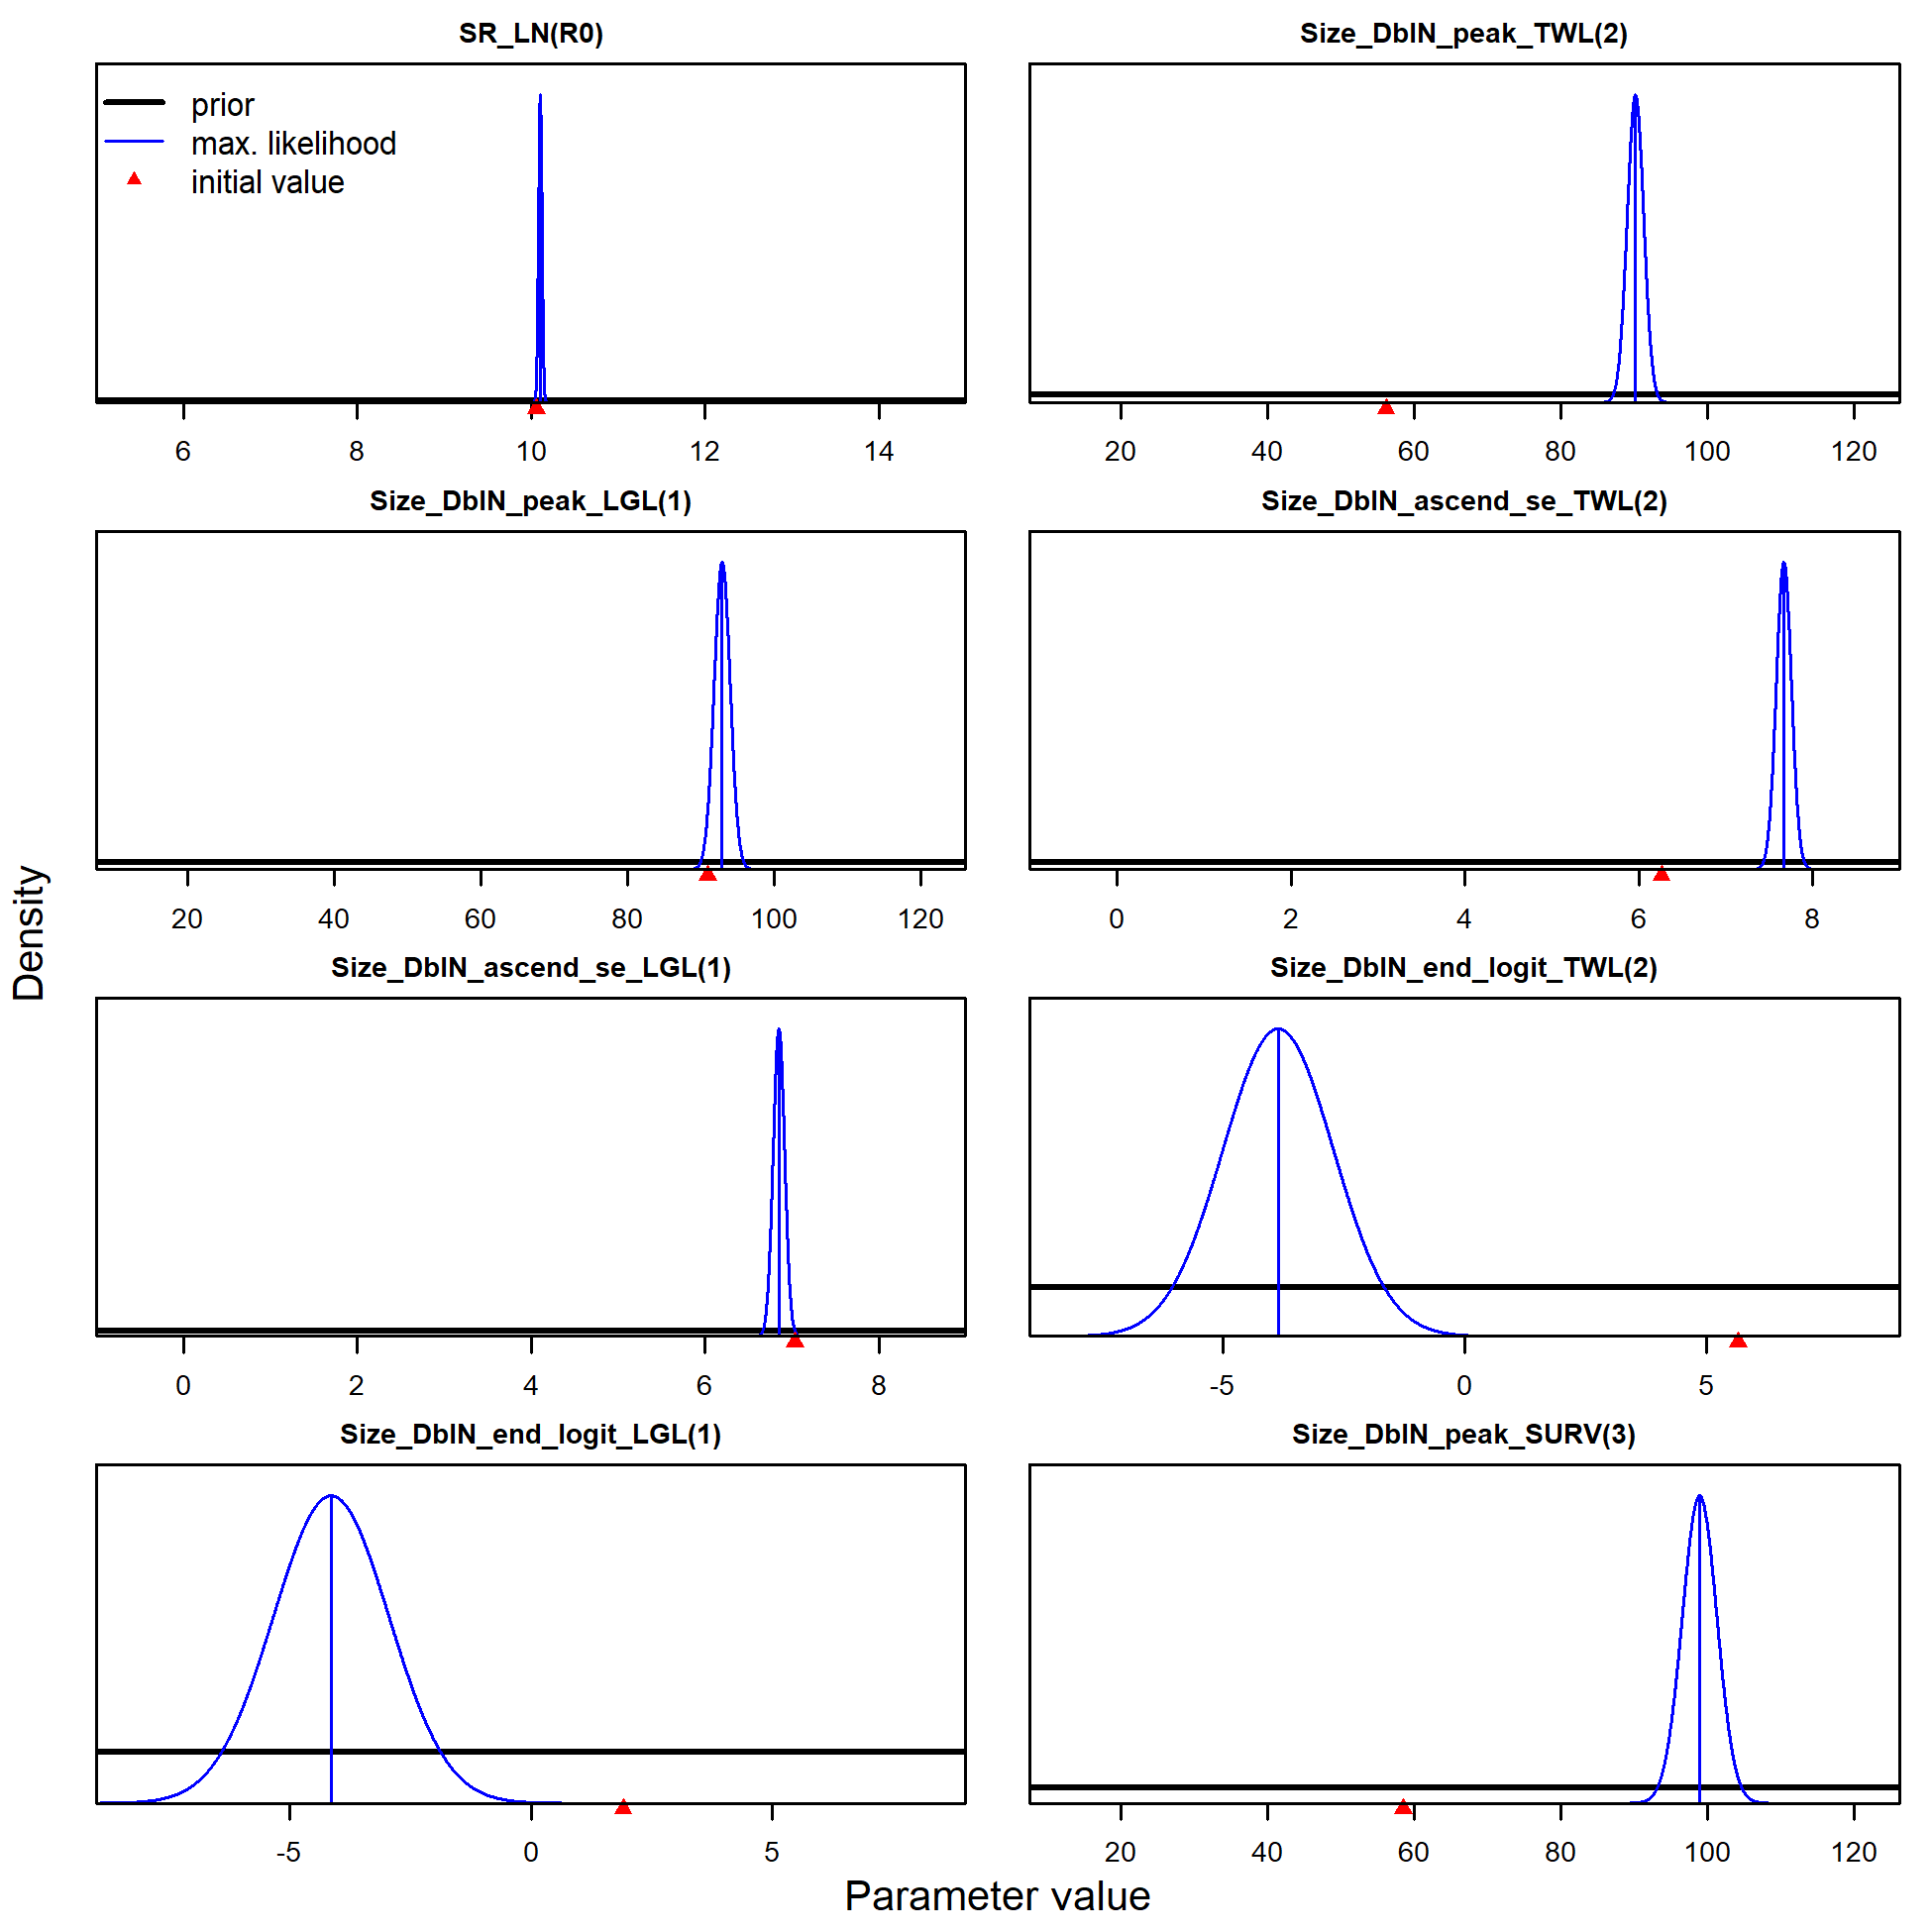 SR_LN(R0)
prior
max. likelihood
initial value
6 8 10 12 14
Size_DblN_peak_TWL(2)
20 40 60 80 100 120
Size_DblN_peak_LGL(1)
20 40 60 80 100 120
Size_DblN_ascend_se_TWL(2)
0 2 4 6 8
Size_DblN_ascend_se_LGL(1)
0 2 4 6 8
Size_DblN_end_logit_TWL(2)
-5 0 5
Size_DblN_end_logit_LGL(1)
-5 0 5
Size_DblN_peak_SURV(3)
20 40 60 80 100 120
Density
Parameter value